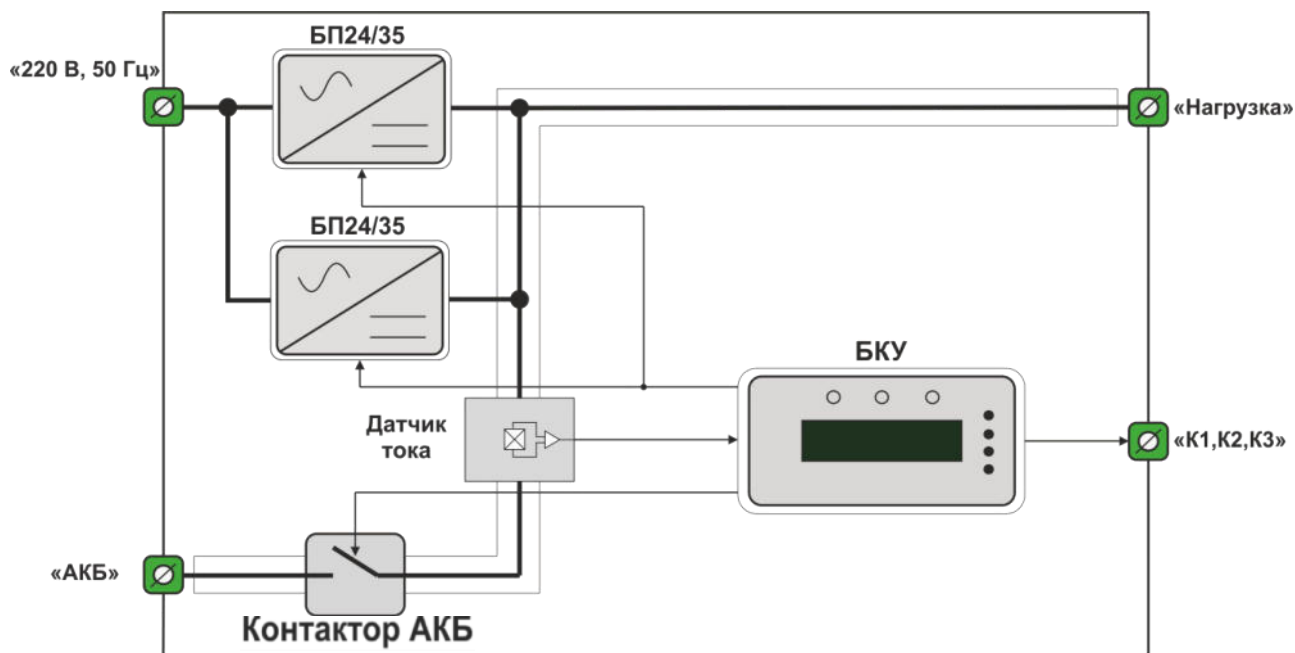 БП24/35
«220 В, 50 Гц»
«Нагрузка»
БП24/35
БКУ
Датчик
тока
«К1,К2,К3»
«АКБ»
Контактор АКБ